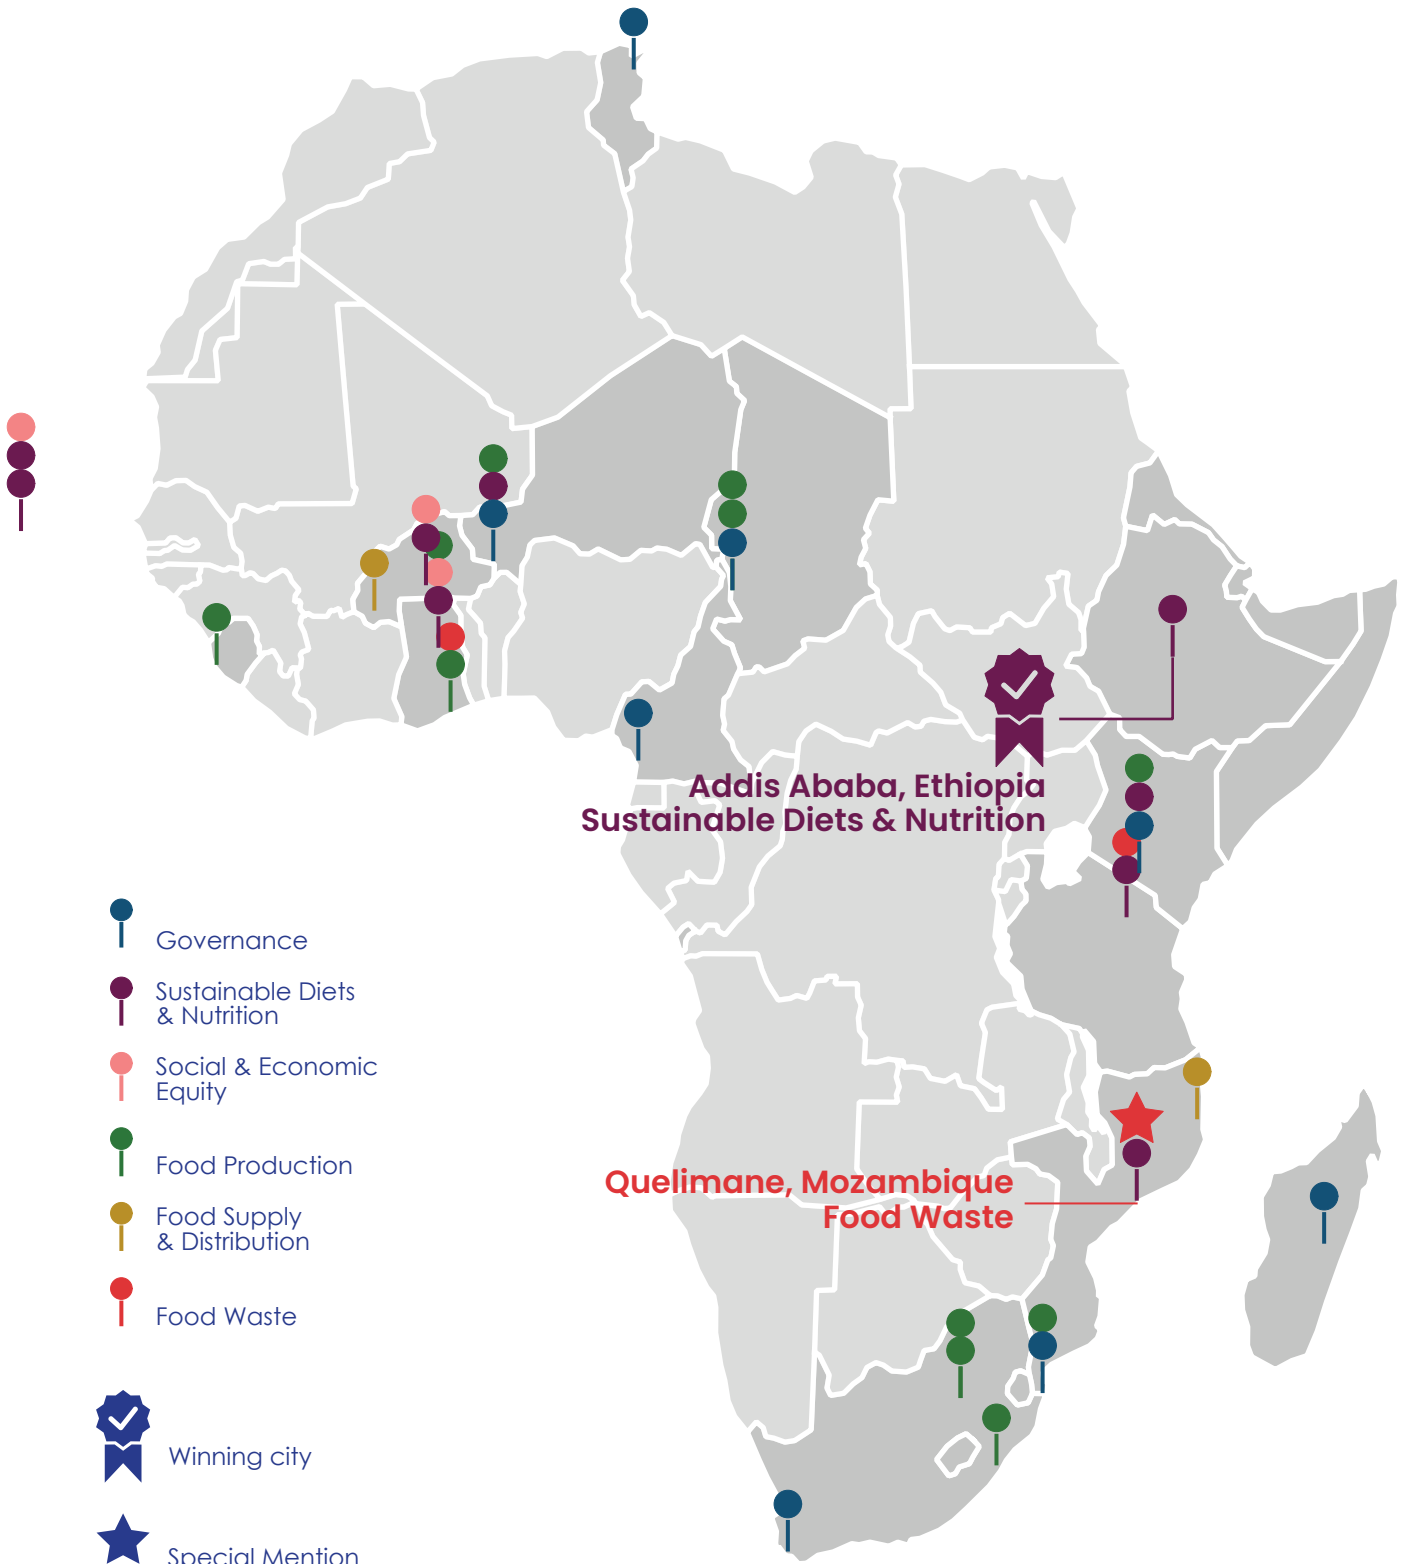 Addis Ababa, Ethiopia
Sustainable Diets & Nutrition
Governance
Sustainable Diets
& Nutrition
Social & Economic
Equity
Food Production
Quelimane, Mozambique
Food Waste
Food Supply
& Distribution
Food Waste
Winning city
Special Mention